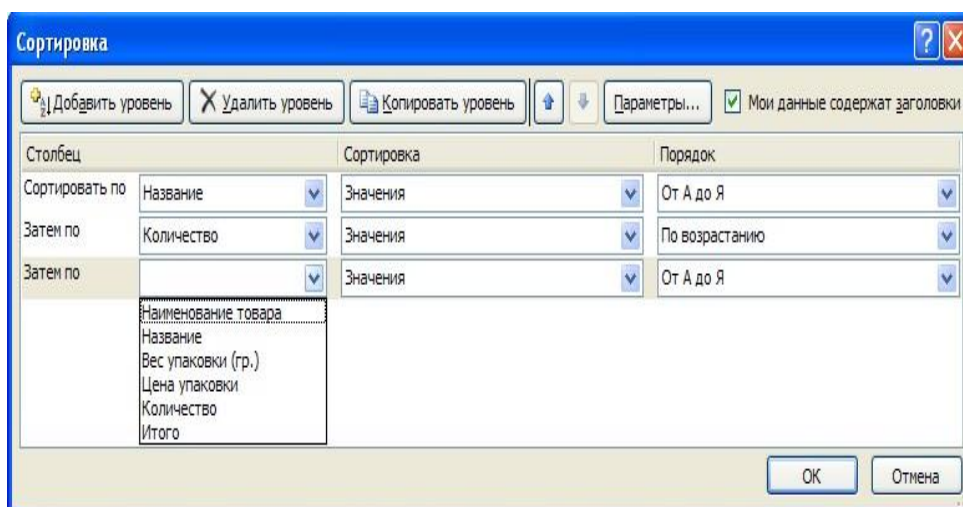 Сортировка
Добавить уровень Удалить уровень Копировать уровень Параметры... Мои данные содержат заголовки
Столбец Сортировка Порядок
Сортировать по Название Значения От А до Я
Затем по Количество Значения По возрастанию
Затем по Значения От А до Я
Наименование товара
Название
Вес упаковки (гр.)
Цена упаковки
Количество
Итого
ОК Отмена